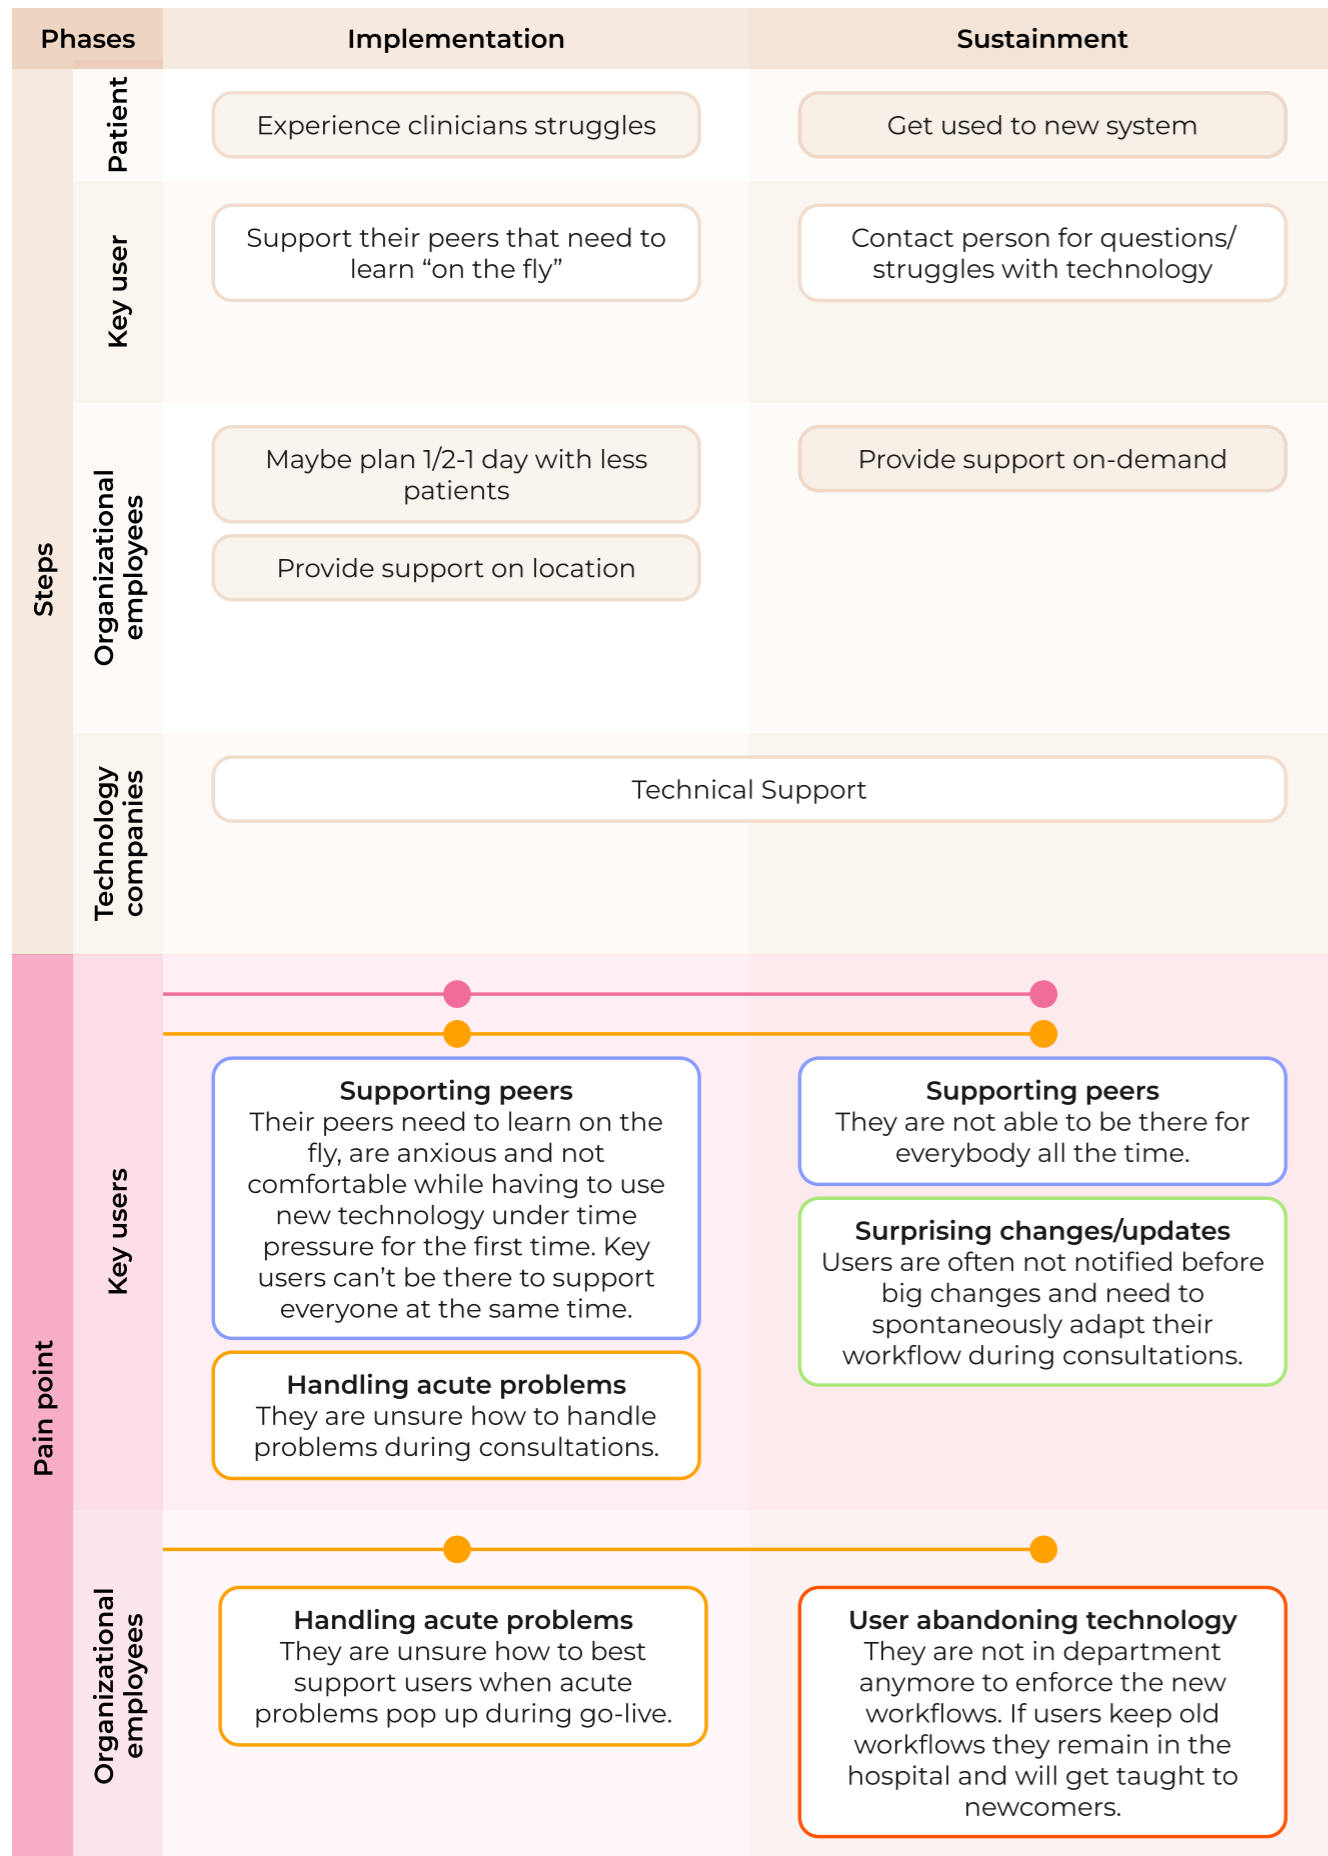 Phases
Implementation
Sustainment
Steps
Patient
Experience clinicians struggles
Get used to new system
Key user
Support their peers that need to
learn “on the fly”
Contact person for questions/
struggles with technology
Organizational
employees
Maybe plan 1/2-1 day with less
patients
Provide support on location
Provide support on-demand
Technology
companies
Technical Support
Pain point
Key users
Supporting peers
Their peers need to learn on the
fly, are anxious and not
comfortable while having to use
new technology under time
pressure for the first time. Key
users can’t be there to support
everyone at the same time.
Handling acute problems
They are unsure how to handle
problems during consultations.
Supporting peers
They are not able to be there for
everybody all the time.
Surprising changes/updates
Users are often not notified before
big changes and need to
spontaneously adapt their
workflow during consultations.
Organizational
employees
Handling acute problems
They are unsure how to best
support users when acute
problems pop up during go-live.
User abandoning technology
They are not in department
anymore to enforce the new
workflows. If users keep old
workflows they remain in the
hospital and will get taught to
newcomers.